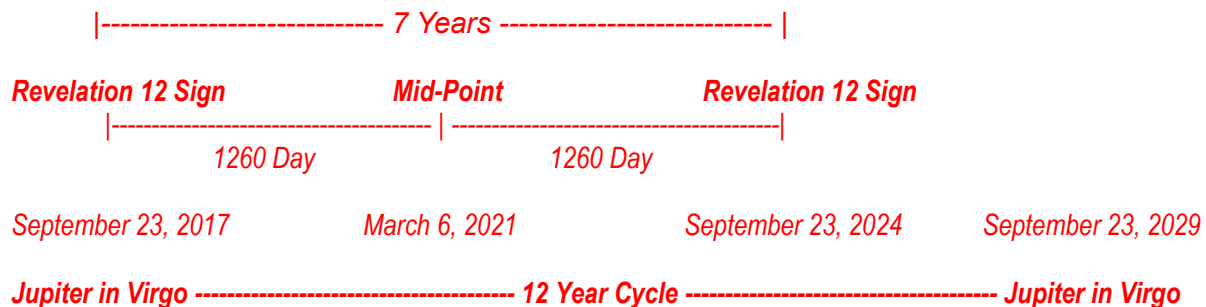 |---------------------------- 7 Years ---------------------------- |
Revelation 12 Sign Mid-Point Revelation 12 Sign
|---------------------------------------- | -----------------------------------------|
1260 Day 1260 Day
September 23, 2017 March 6, 2021 September 23, 2024 September 23, 2029
Jupiter in Virgo ---------------------------------------- 12 Year Cycle --------------------------------------- Jupiter in Virgo